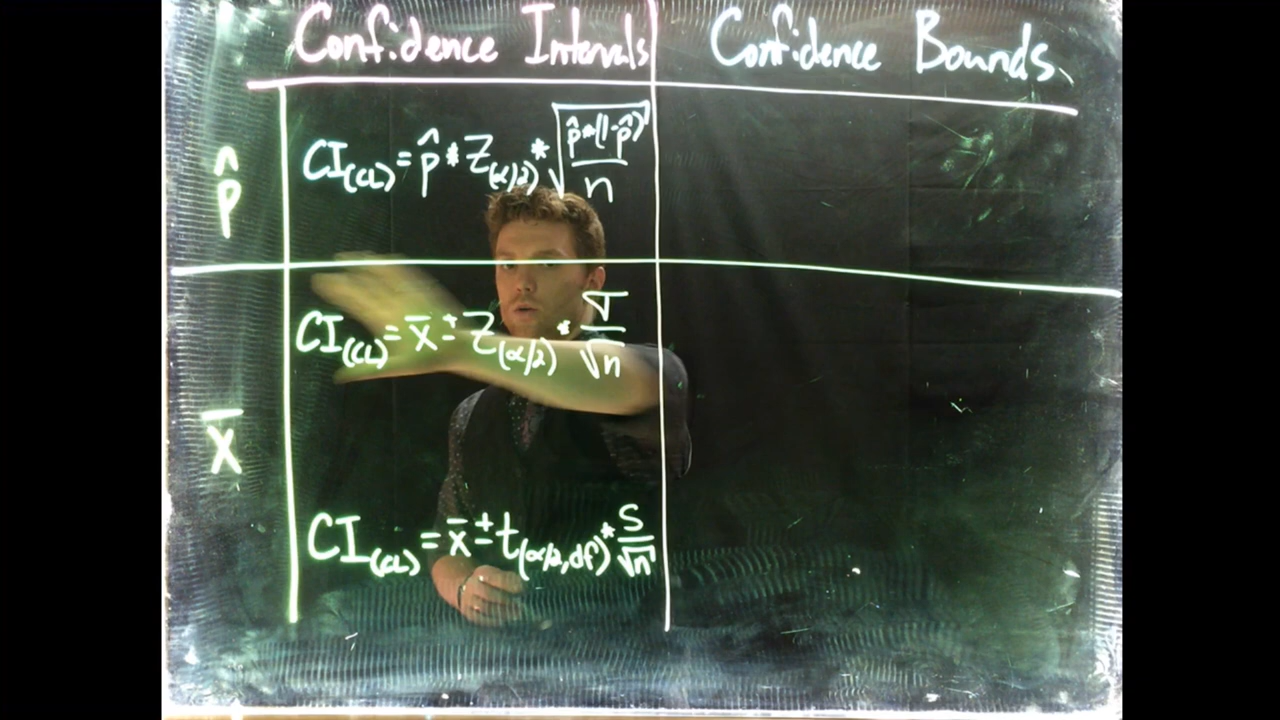 Confidence Intervals Confidence Bounds
p̂ CI(CL) = p̂ * Z(α/2) * √(p̂*(1-p̂)/n)
CI(CL) = x̄ ± Z(α/2) * σ/√n
x̄
CI(CL) = x̄ ± t(α/2, df) * S/√n